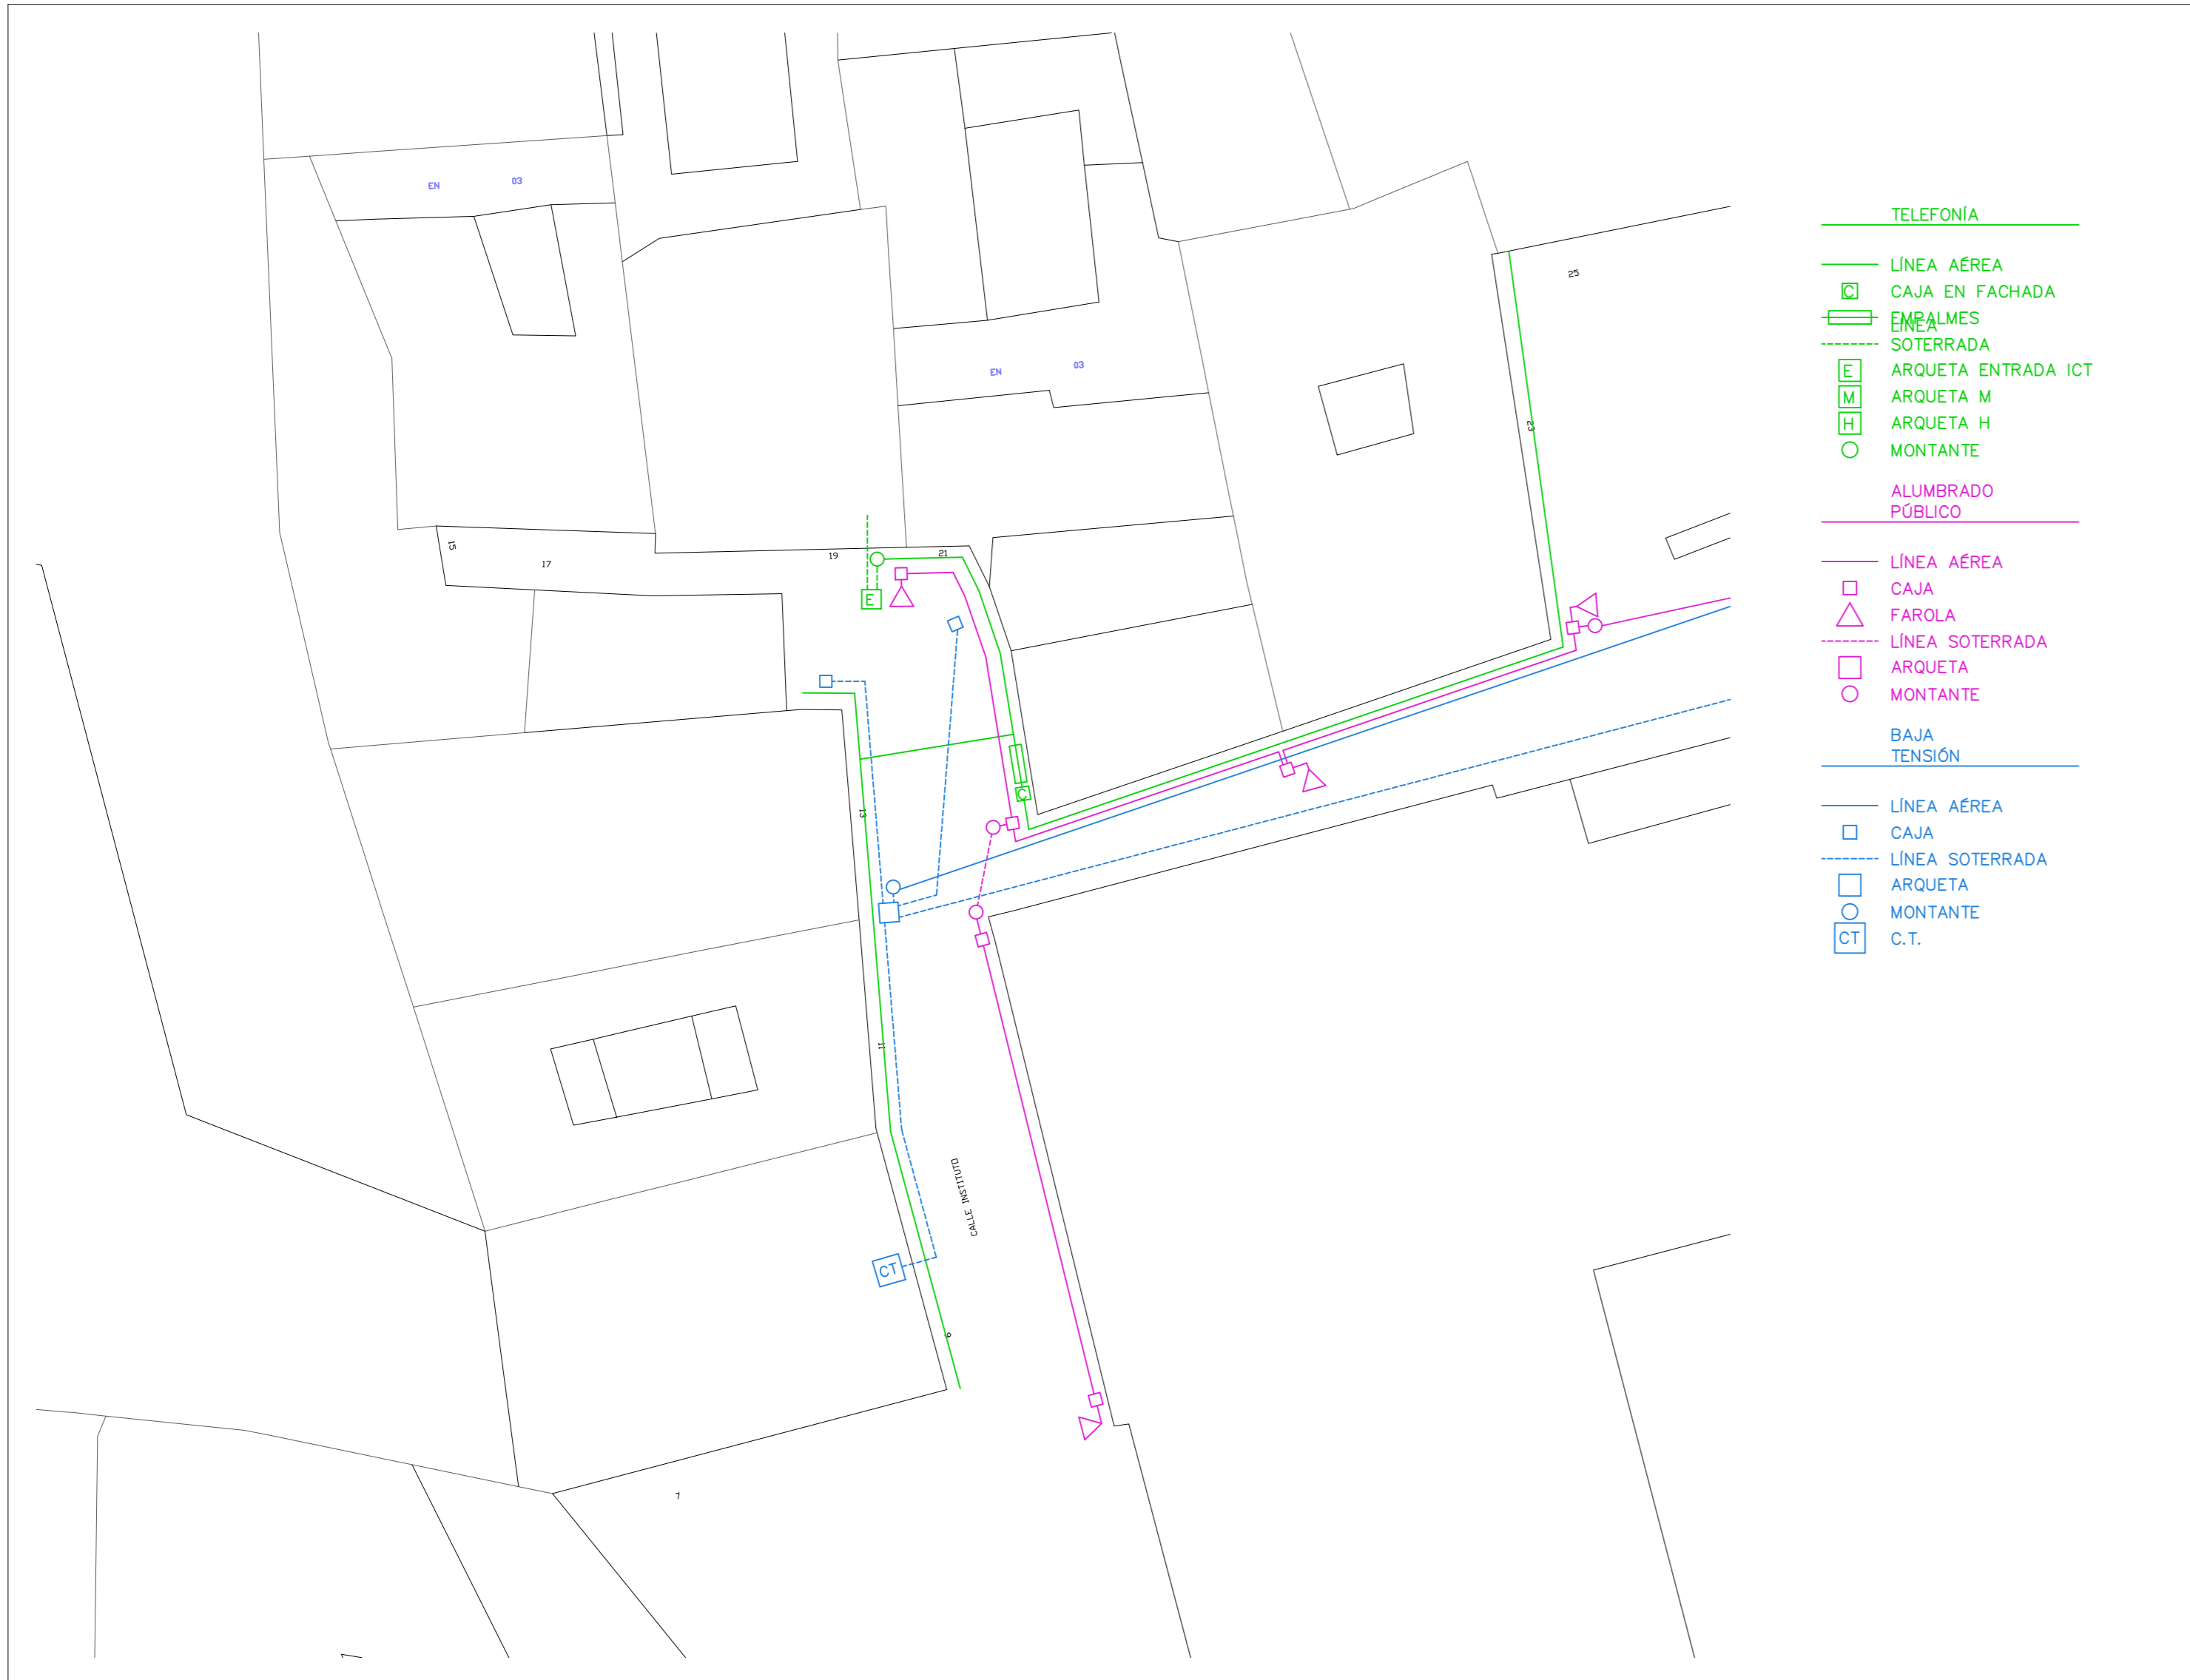 EN 03
EN 03
25
23
15
17
19
21
E
C
13
11
CALLE INSTITUTO
CT
9
7
TELEFONÍA
LÍNEA AÉREA
C CAJA EN FACHADA
EMPALMES
LÍNEA
SOTERRADA
E ARQUETA ENTRADA ICT
M ARQUETA M
H ARQUETA H
MONTANTE
ALUMBRADO
PÚBLICO
LÍNEA AÉREA
CAJA
FAROLA
LÍNEA SOTERRADA
ARQUETA
MONTANTE
BAJA
TENSIÓN
LÍNEA AÉREA
CAJA
LÍNEA SOTERRADA
ARQUETA
MONTANTE
CT C.T.